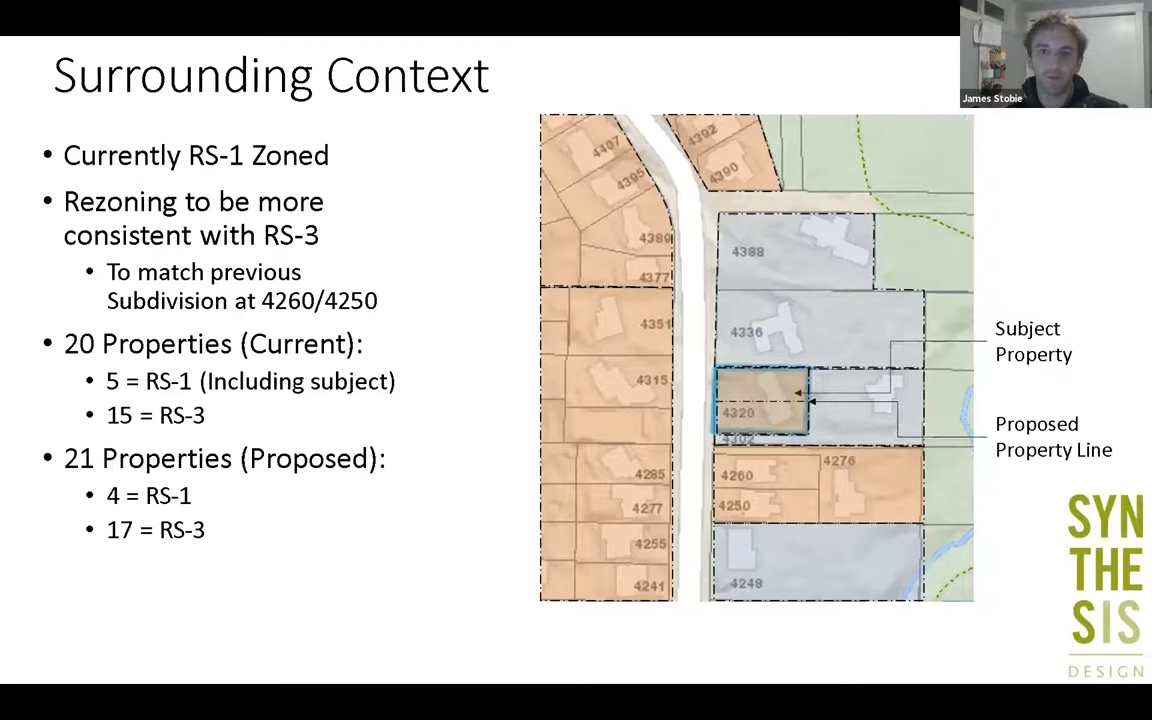 Surrounding Context
James Stobie
• Currently RS-1 Zoned
• Rezoning to be more
consistent with RS-3
• To match previous
Subdivision at 4260/4250
• 20 Properties (Current):
• 5 = RS-1 (Including subject)
• 15 = RS-3
• 21 Properties (Proposed):
• 4 = RS-1
• 17 = RS-3
4407
4395
4389
4377
4351
4315
4285
4277
4255
4241
4392
4390
4388
4336
4320
4302
4260
4276
4250
4248
Subject
Property
Proposed
Property Line
SYN
THE
SIS
DESIGN